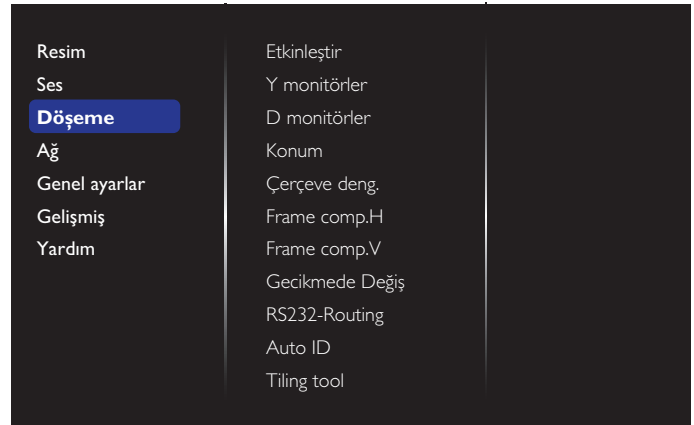 Resim
Ses
Döşeme
Ağ
Genel ayarlar
Gelişmiş
Yardım
Etkinleştir
Y monitörler
D monitörler
Konum
Çerçeve deng.
Frame comp.H
Frame comp.V
Gecikmede Değiş
RS232-Routing
Auto ID
Tiling tool